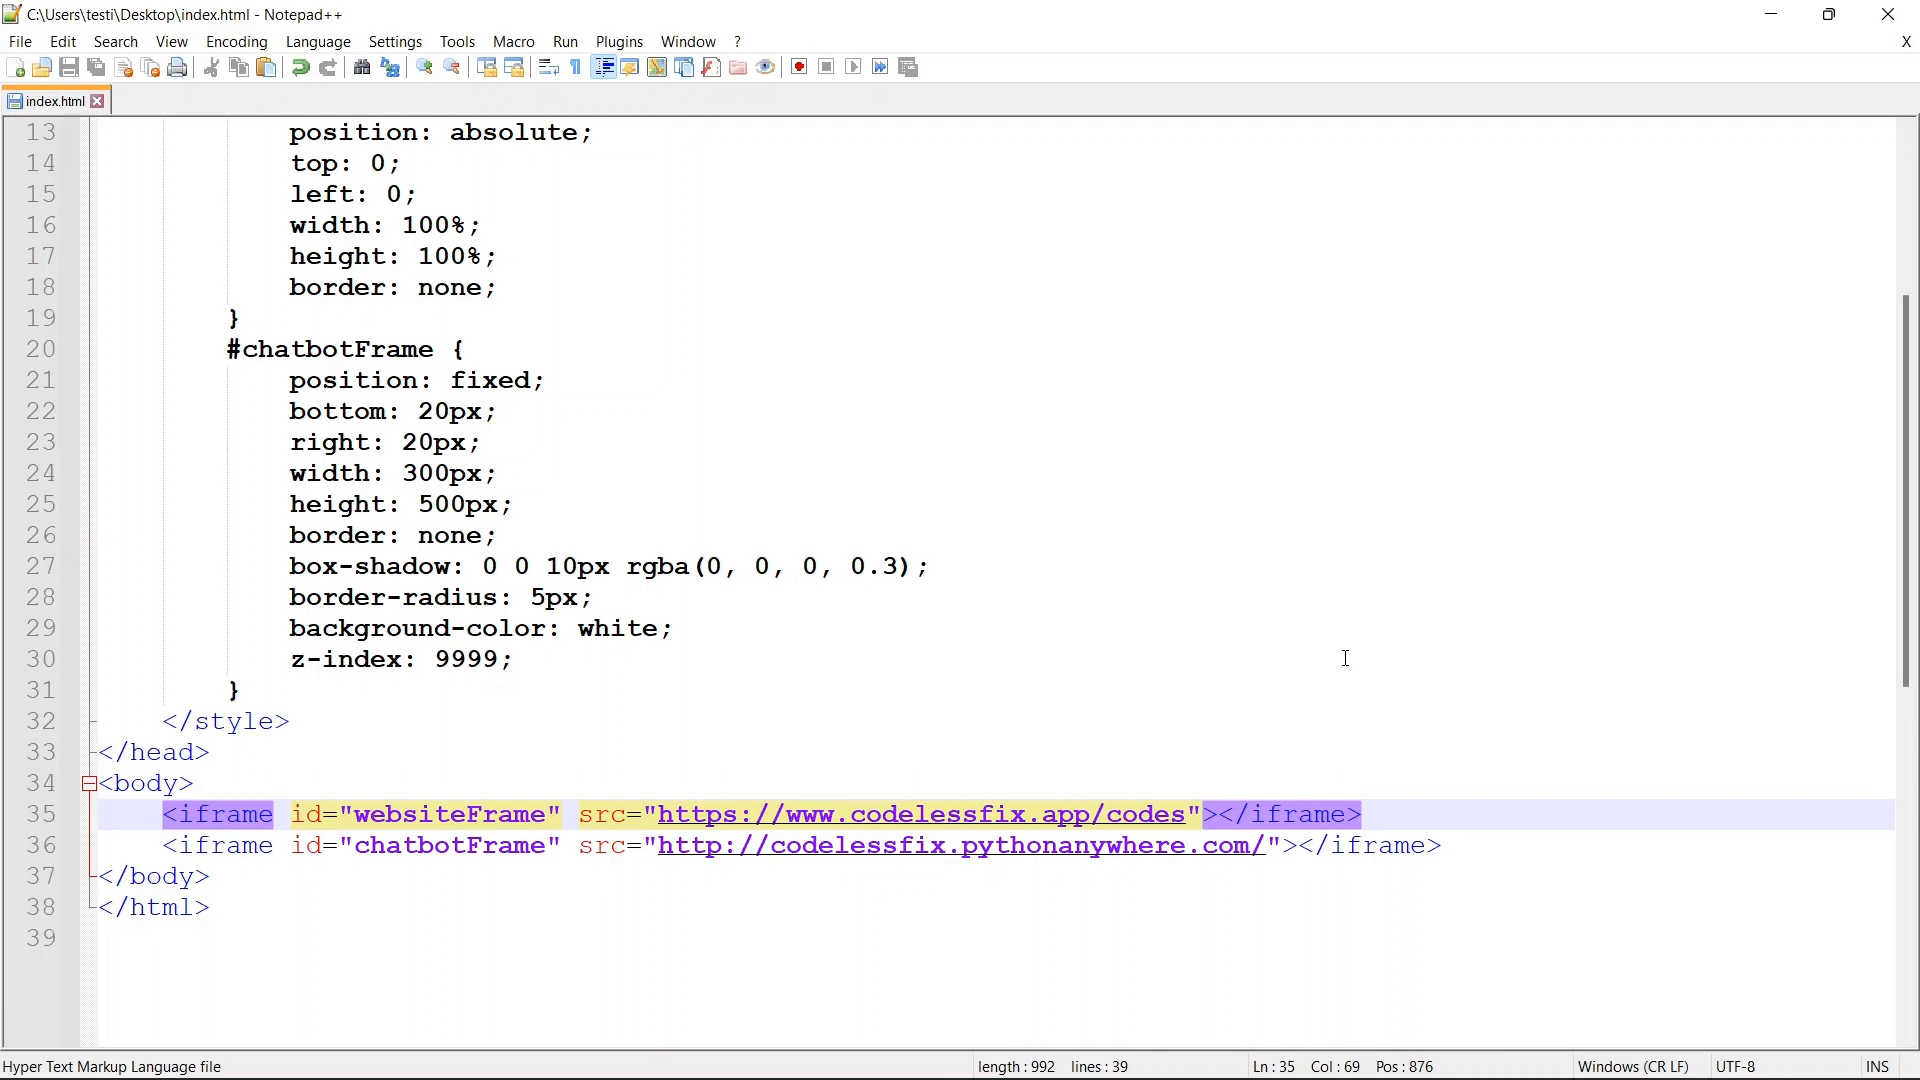 C:\Users\testi\Desktop\index.html - Notepad++
File Edit Search View Encoding Language Settings Tools Macro Run Plugins Window ? X
index.html
13 position: absolute;
14 top: 0;
15 left: 0;
16 width: 100%;
17 height: 100%;
18 border: none;
19 }
20 #chatbotFrame {
21 position: fixed;
22 bottom: 20px;
23 right: 20px;
24 width: 300px;
25 height: 500px;
26 border: none;
27 box-shadow: 0 0 10px rgba(0, 0, 0, 0.3);
28 border-radius: 5px;
29 background-color: white;
30 z-index: 9999;
31 }
32 </style>
33 </head>
34 <body>
35 <iframe id="websiteFrame" src="https://www.codelessfix.app/codes"></iframe>
36 <iframe id="chatbotFrame" src="http://codelessfix.pythonanywhere.com/"></iframe>
37 </body>
38 </html>
39
Hyper Text Markup Language file length : 992 lines : 39 Ln : 35 Col : 69 Pos : 876 Windows (CR LF) UTF-8 INS